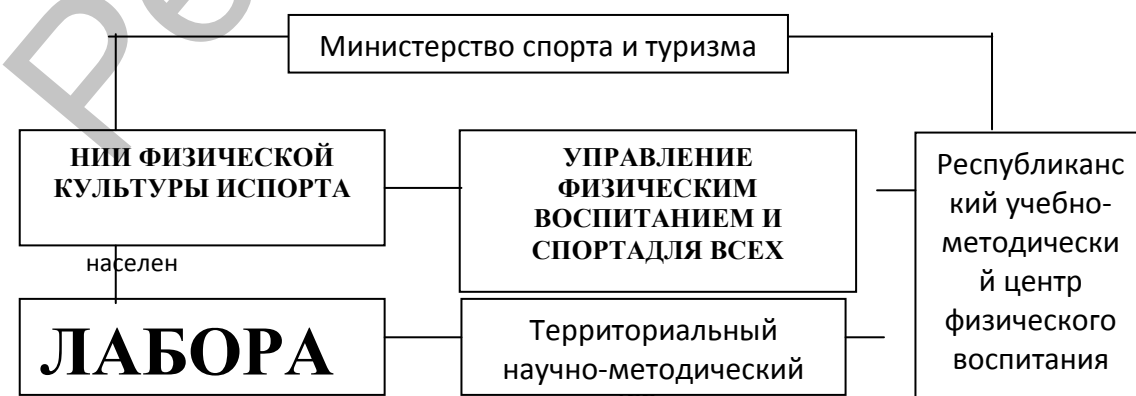 Министерство спорта и туризма
НИИ ФИЗИЧЕСКОЙ
КУЛЬТУРЫ ИСПОРТА
УПРАВЛЕНИЕ
ФИЗИЧЕСКИМ
ВОСПИТАНИЕМ И
СПОРТАДЛЯ ВСЕХ
Республиканс
кий учебно-
методически
й центр
физического
воспитания
населен
ЛАБОРА
Территориальный
научно-методический